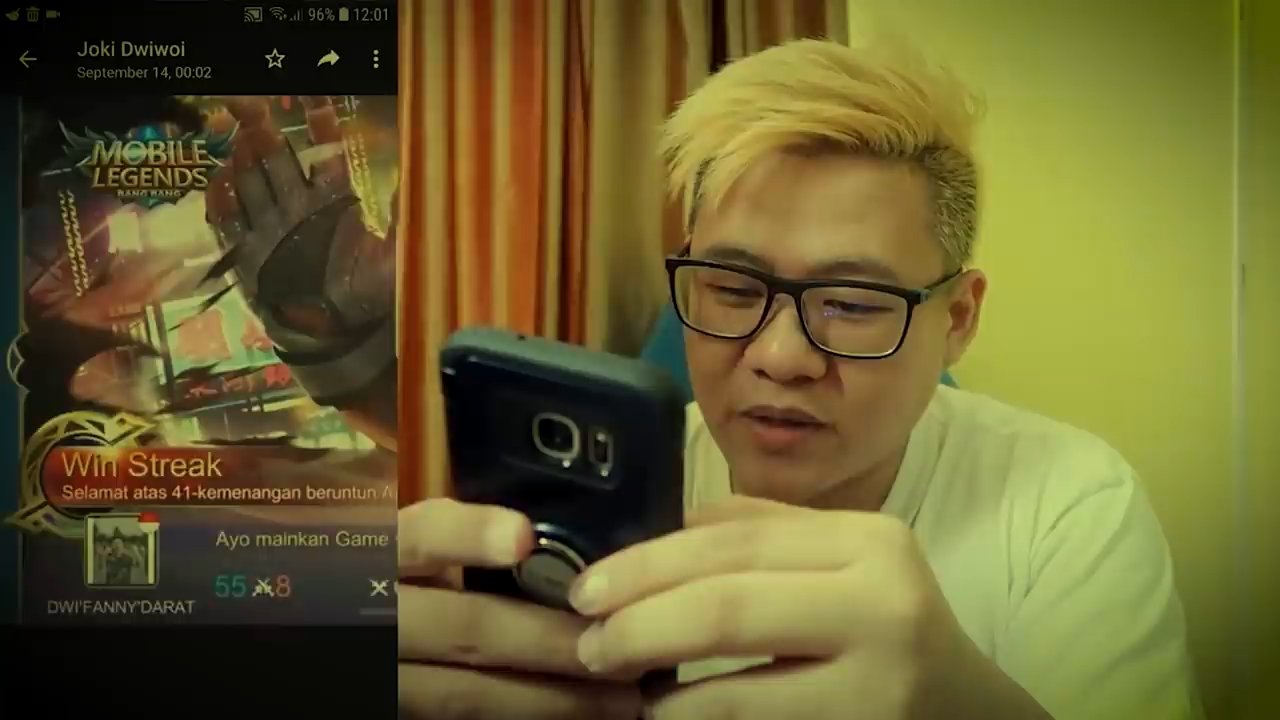 96% 12:01
Joki Dwiwoi
September 14, 00:02
MOBILE
LEGENDS
BANG BANG
Win Streak
Selamat atas 41-kemenangan beruntun
Ayo mainkan Game
55 8
DWI'FANNY'DARAT